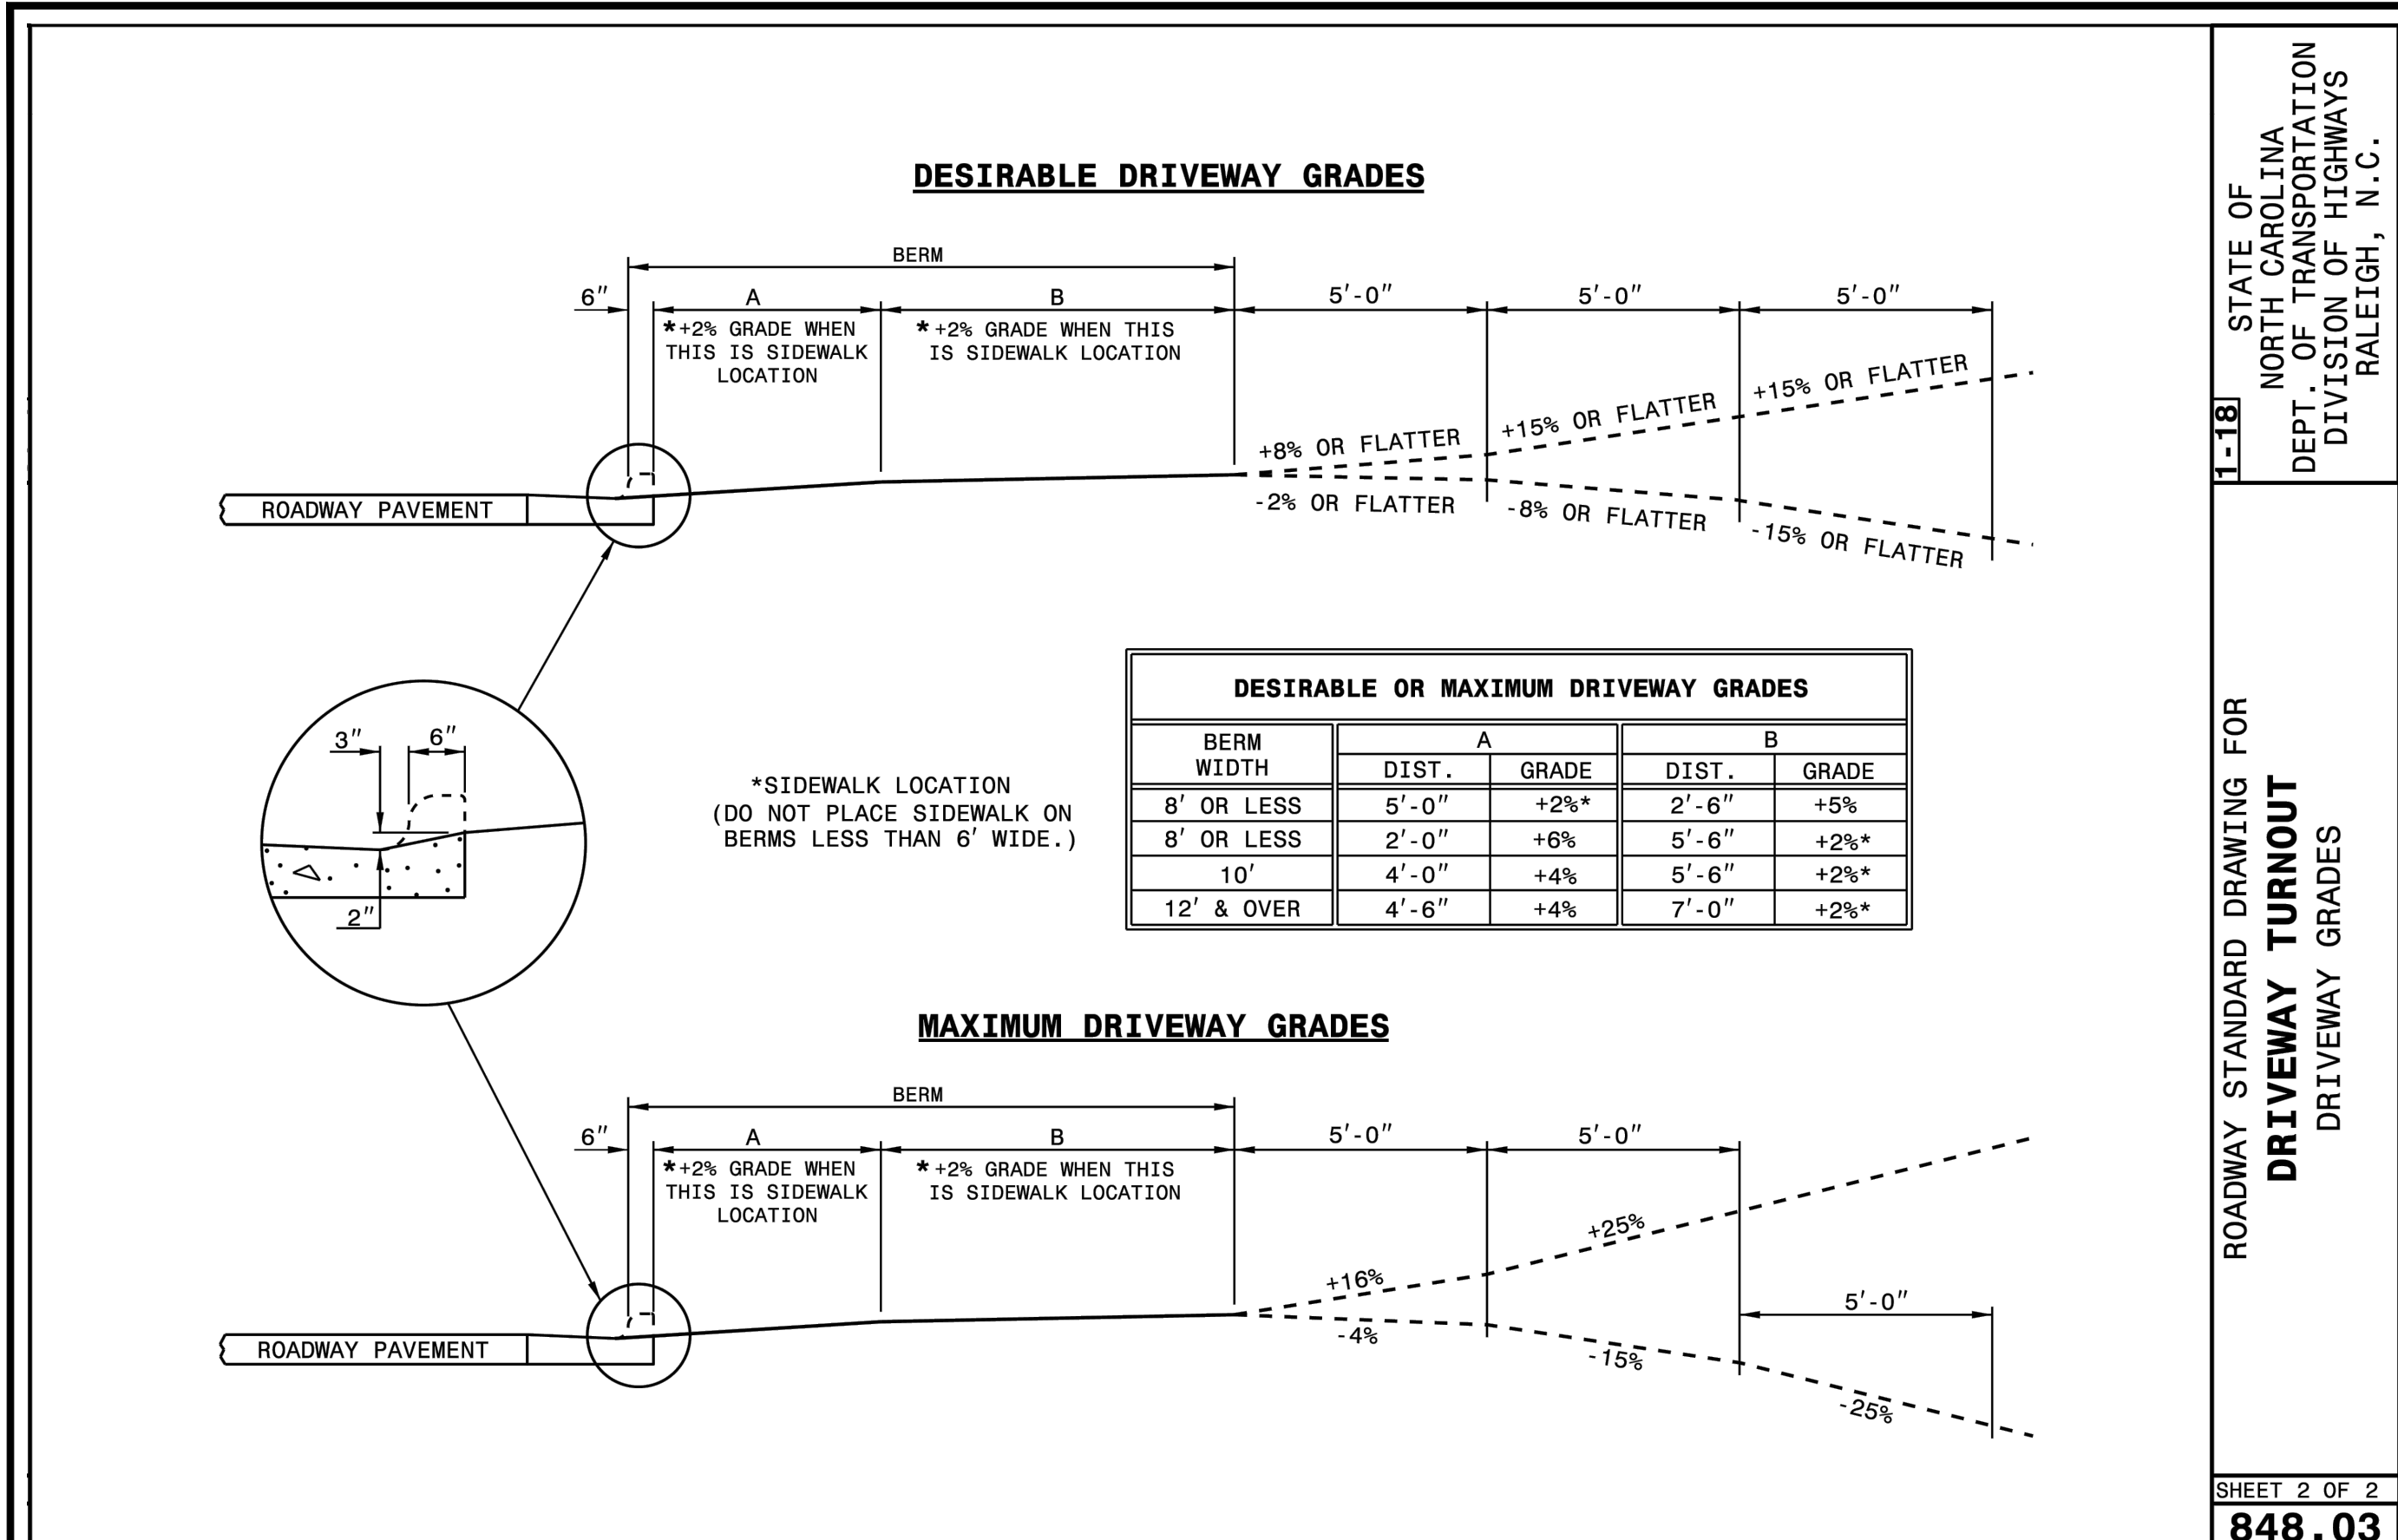 DESIRABLE DRIVEWAY GRADES
BERM
6" A B 5'-0" 5'-0" 5'-0"
*+2% GRADE WHEN
THIS IS SIDEWALK
LOCATION
*+2% GRADE WHEN THIS
IS SIDEWALK LOCATION
+8% OR FLATTER
+15% OR FLATTER
+15% OR FLATTER
-2% OR FLATTER
-8% OR FLATTER
-15% OR FLATTER
ROADWAY PAVEMENT
3" 6"
2"
*SIDEWALK LOCATION
(DO NOT PLACE SIDEWALK ON
BERMS LESS THAN 6' WIDE.)
DESIRABLE OR MAXIMUM DRIVEWAY GRADES
BERM
WIDTH
A B
DIST. GRADE DIST. GRADE
8' OR LESS 5'-0" +2%* 2'-6" +5%
8' OR LESS 2'-0" +6% 5'-6" +2%*
10' 4'-0" +4% 5'-6" +2%*
12' & OVER 4'-6" +4% 7'-0" +2%*
MAXIMUM DRIVEWAY GRADES
BERM
6" A B 5'-0" 5'-0"
*+2% GRADE WHEN
THIS IS SIDEWALK
LOCATION
*+2% GRADE WHEN THIS
IS SIDEWALK LOCATION
+16%
+25%
5'-0"
-4%
-15%
-25%
ROADWAY PAVEMENT
STATE OF
NORTH CAROLINA
DEPT. OF TRANSPORTATION
DIVISION OF HIGHWAYS
RALEIGH, N.C.
1-18
ROADWAY STANDARD DRAWING FOR
DRIVEWAY TURNOUT
DRIVEWAY GRADES
SHEET 2 OF 2
848.03